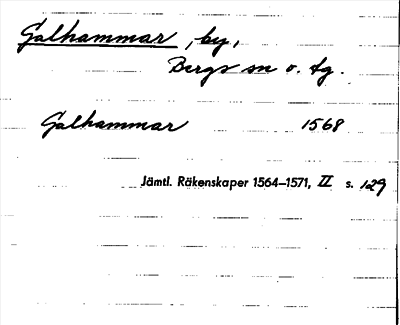 Galhammar, by,
Bergs sn o. tg.
Galhammar 1568
Jämtl. Räkenskaper 1564–1571, II s. 129